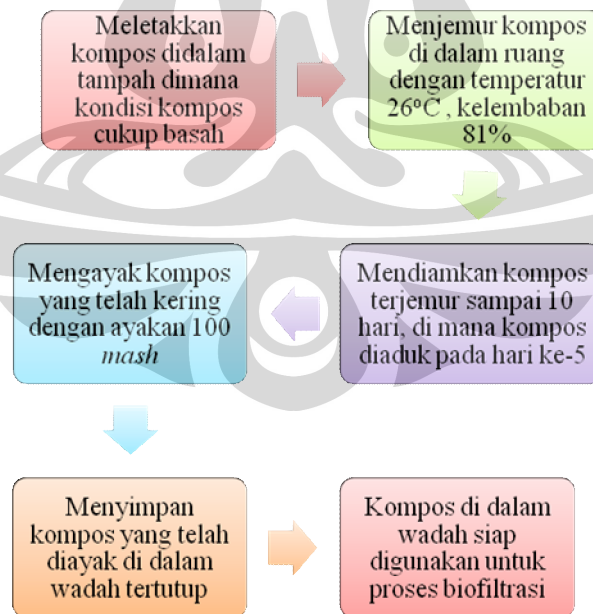 Meletakkan
kompos didalam
tampah dimana
kondisi kompos
cukup basah
Menjemur kompos
di dalam ruang
dengan temperatur
26°C , kelembaban
81%
Mendiamkan kompos
terjemur sampai 10
hari, di mana kompos
diaduk pada hari ke-5
Mengayak kompos
yang telah kering
dengan ayakan 100
mash
Menyimpan
kompos yang telah
diayak di dalam
wadah tertutup
Kompos di dalam
wadah siap
digunakan untuk
proses biofiltrasi